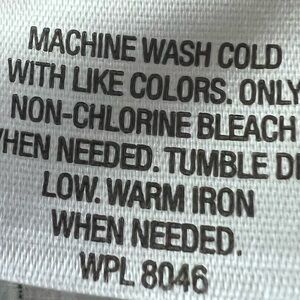 MACHINE WASH COLD
WITH LIKE COLORS. ONLY
NON-CHLORINE BLEACH
WHEN NEEDED. TUMBLE
LOW. WARM IRON
WHEN NEEDED.
WPL 8046